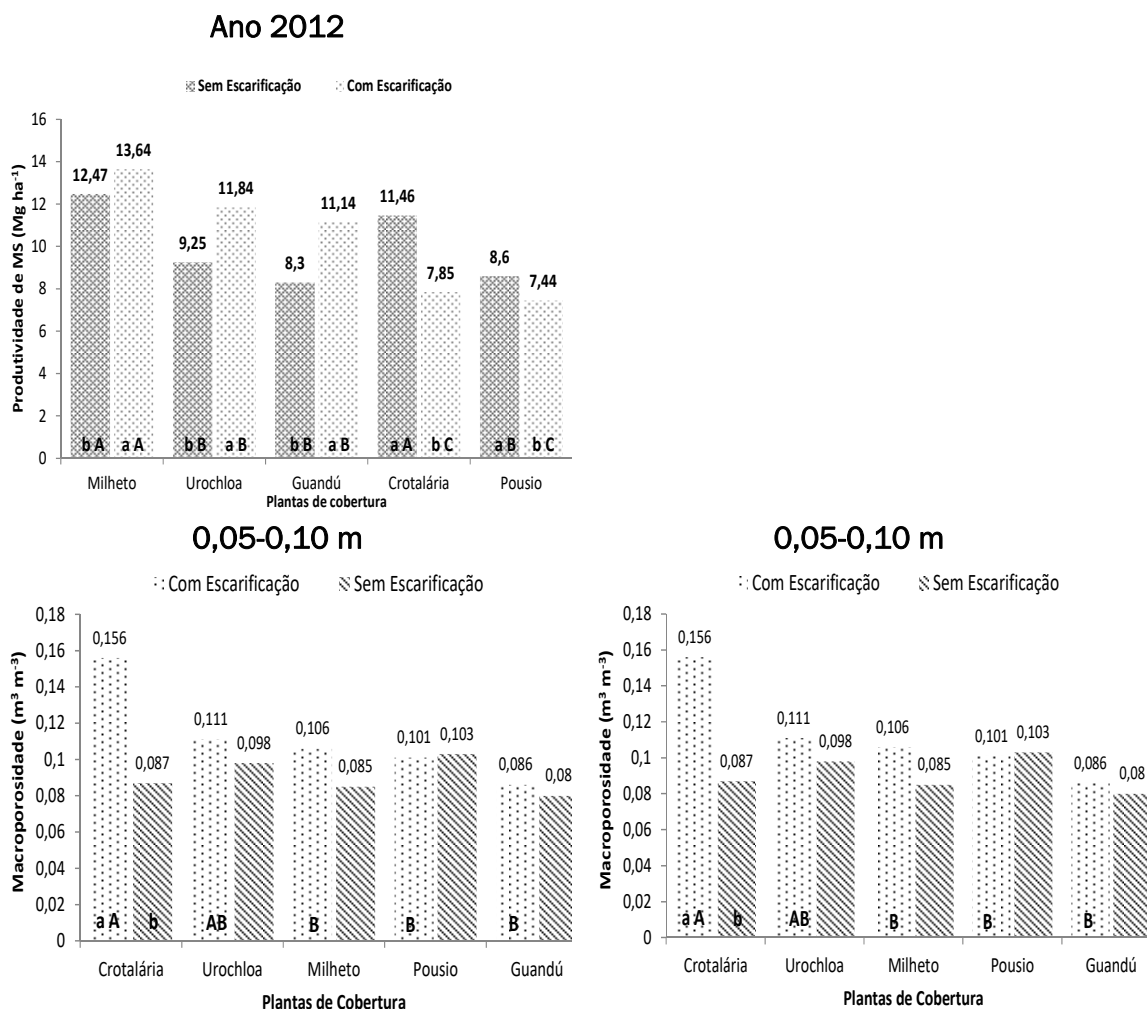 Ano 2012
Sem Escarificação Com Escarificação
Produtividade de MS (Mg ha⁻¹)
16
14
12
10
8
6
4
2
0
12,47 13,64 9,25 11,84 8,3 11,14 11,46 7,85 8,6 7,44
b A a A b B a B b B a B a A b C a B b C
Milheto Urochloa Guandú Crotalária Pousio
Plantas de cobertura
0,05-0,10 m
Com Escarificação Sem Escarificação
Macroporosidade (m³ m⁻³)
0,18
0,16
0,14
0,12
0,1
0,08
0,06
0,04
0,02
0
0,156 0,087 0,111 0,098 0,106 0,085 0,101 0,103 0,086 0,08
a A b AB B B B
Crotalária Urochloa Milheto Pousio Guandú
Plantas de Cobertura
0,05-0,10 m
Com Escarificação Sem Escarificação
Macroporosidade (m³ m⁻³)
0,18
0,16
0,14
0,12
0,1
0,08
0,06
0,04
0,02
0
0,156 0,087 0,111 0,098 0,106 0,085 0,101 0,103 0,086 0,08
a A b AB B B B
Crotalária Urochloa Milheto Pousio Guandú
Plantas de Cobertura